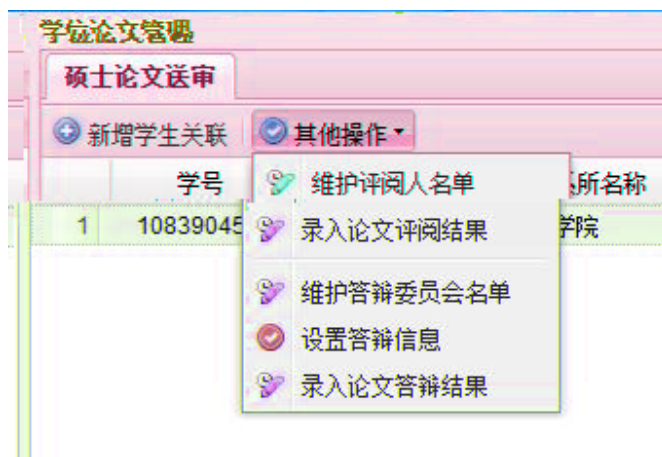 学位论文管理
硕士论文送审
新增学生关联 其他操作
学号 系所名称
1 10839045 学院
维护评阅人名单
录入论文评阅结果
维护答辩委员会名单
设置答辩信息
录入论文答辩结果